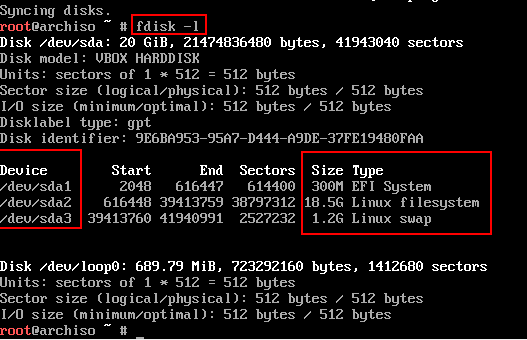 Syncing disks.
root@archiso ~ # fdisk -l
Disk /dev/sda: 20 GiB, 21474836480 bytes, 41943040 sectors
Disk model: VBOX HARDDISK
Units: sectors of 1 * 512 = 512 bytes
Sector size (logical/physical): 512 bytes / 512 bytes
I/O size (minimum/optimal): 512 bytes / 512 bytes
Disklabel type: gpt
Disk identifier: 9E6BA953-95A7-D444-A9DE-37FE19480FAA
Device Start End Sectors Size Type
/dev/sda1 2048 616447 614400 300M EFI System
/dev/sda2 616448 39413759 38797312 18.5G Linux filesystem
/dev/sda3 39413760 41940991 2527232 1.2G Linux swap
Disk /dev/loop0: 689.79 MiB, 723292160 bytes, 1412680 sectors
Units: sectors of 1 * 512 = 512 bytes
Sector size (logical/physical): 512 bytes / 512 bytes
I/O size (minimum/optimal): 512 bytes / 512 bytes
root@archiso ~ #